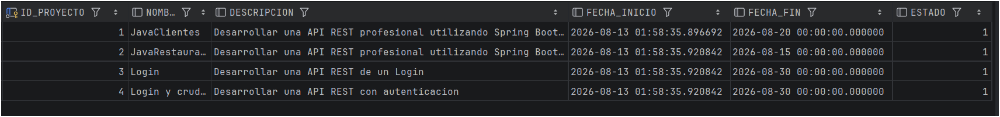 ID_PROYECTO NOMB… DESCRIPCION FECHA_INICIO FECHA_FIN ESTADO
1 JavaClientes Desarrollar una API REST profesional utilizando Spring Boot… 2026-08-13 01:58:35.896692 2026-08-20 00:00:00.000000 1
2 JavaRestaura… Desarrollar una API REST profesional utilizando Spring Boot… 2026-08-13 01:58:35.920842 2026-08-15 00:00:00.000000 1
3 Login Desarrollar una API REST de un Login 2026-08-13 01:58:35.920842 2026-08-30 00:00:00.000000 1
4 Login y crud… Desarrollar una API REST con autenticacion 2026-08-13 01:58:35.920842 2026-08-30 00:00:00.000000 1